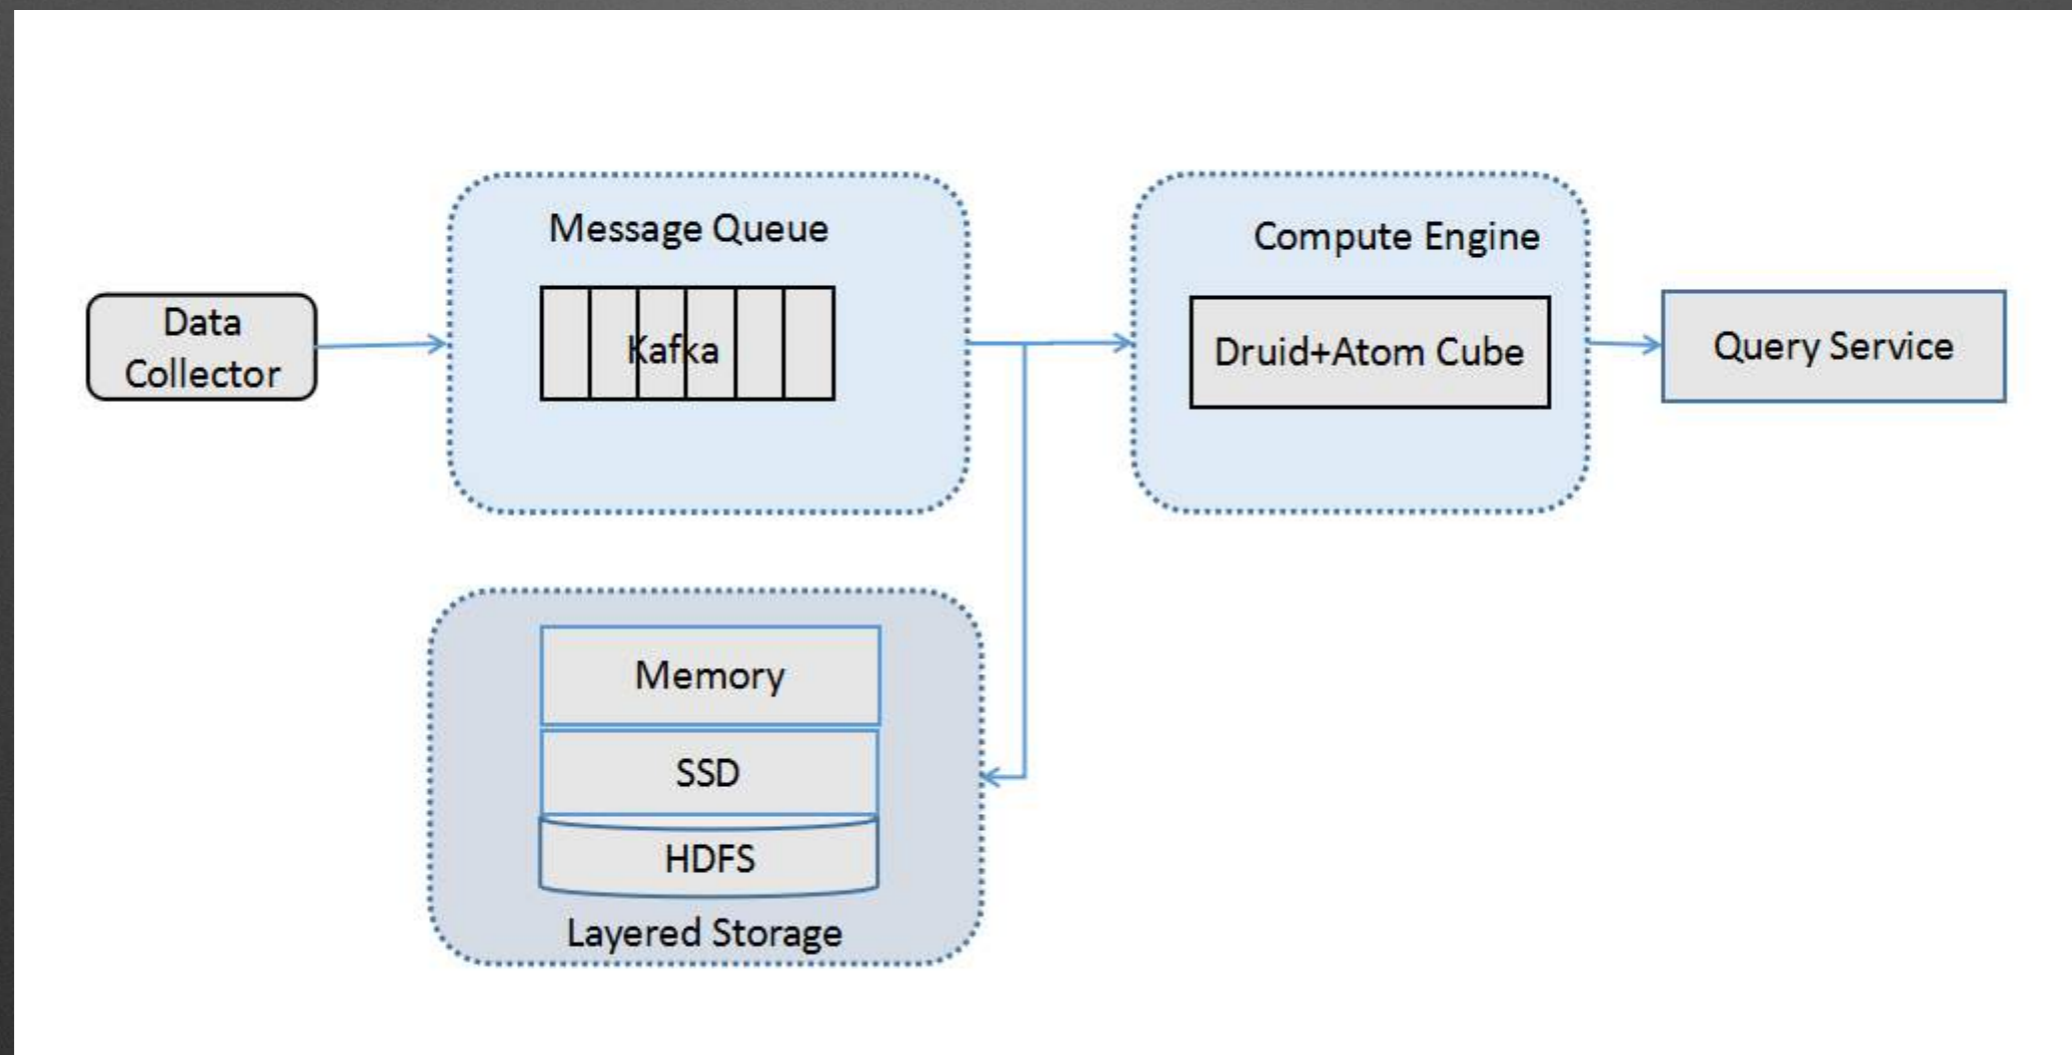 Message Queue
Compute Engine
Data
Collector
Kafka
Druid+Atom Cube
Query Service
Memory
SSD
HDFS
Layered Storage